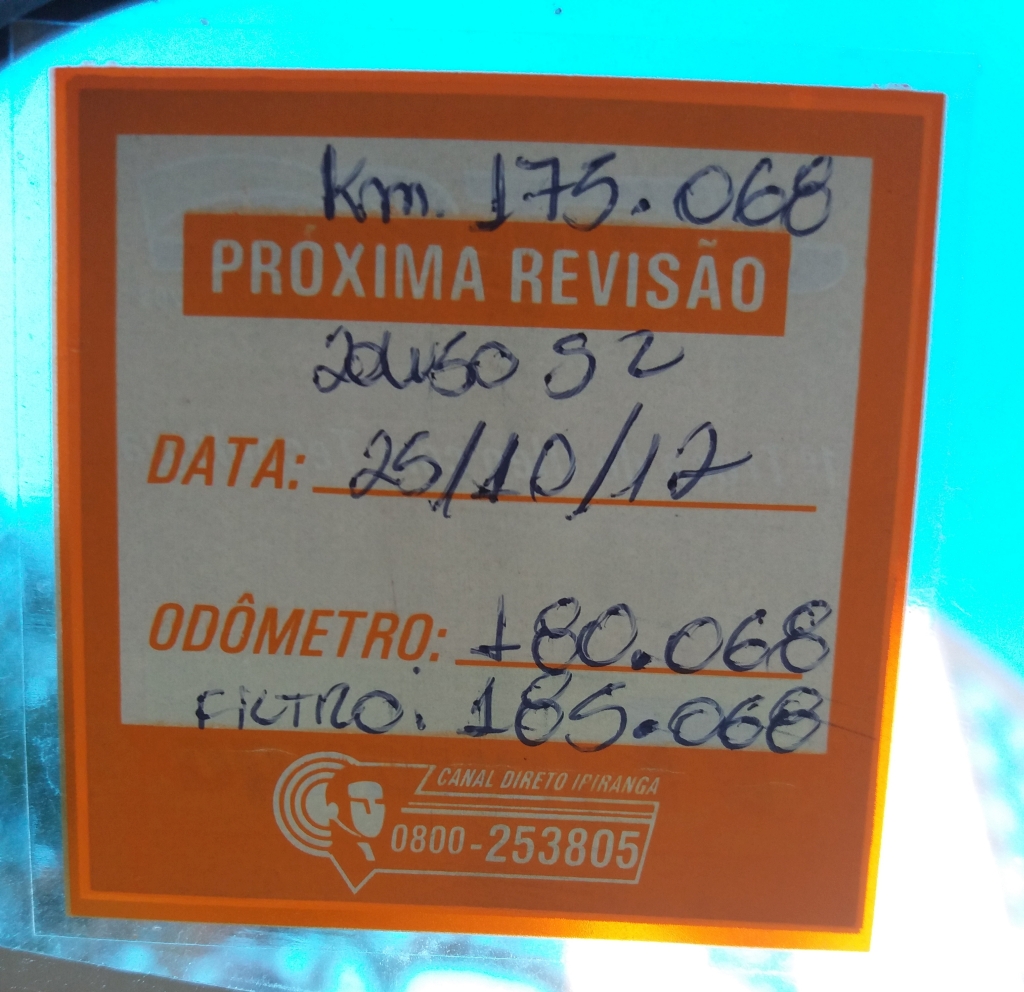 Km. 175.068
PRÓXIMA REVISÃO
20W50 SL
DATA: 25/10/12
ODÔMETRO: 180.068
FILTRO: 185.068
CANAL DIRETO IPIRANGA
0800-253805